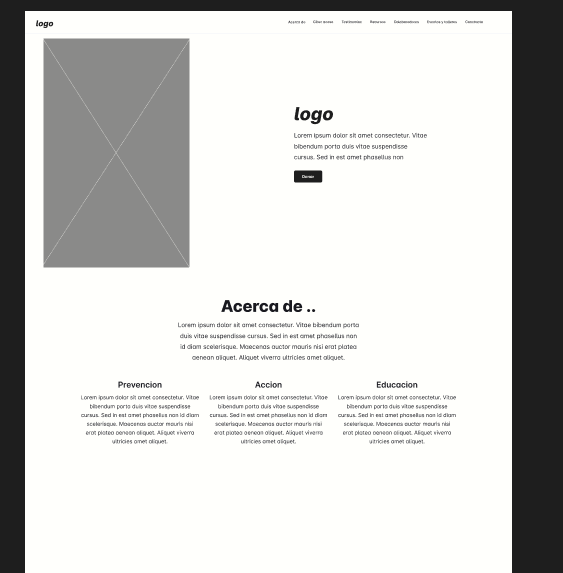 logo
Acerca de Testimonios Recursos Eventos y talleres
logo
Lorem ipsum dolor sit amet consectetur. Vitae
bibendum porta duis vitae suspendisse
cursus. Sed in est amet phasellus non
Donar
Acerca de ..
Lorem ipsum dolor sit amet consectetur. Vitae bibendum porta
duis vitae suspendisse cursus. Sed in est amet phasellus non
id diam scelerisque. Maecenas auctor mauris nisi erat platea
aenean aliquet. Aliquet viverra ultricies amet aliquet.
Prevencion
Lorem ipsum dolor sit amet consectetur. Vitae
bibendum porta duis vitae suspendisse
cursus. Sed in est amet phasellus non id diam
scelerisque. Maecenas auctor mauris nisi
erat platea aenean aliquet. Aliquet viverra
ultricies amet aliquet.
Accion
Lorem ipsum dolor sit amet consectetur. Vitae
bibendum porta duis vitae suspendisse
cursus. Sed in est amet phasellus non id diam
scelerisque. Maecenas auctor mauris nisi
erat platea aenean aliquet. Aliquet viverra
ultricies amet aliquet.
Educacion
Lorem ipsum dolor sit amet consectetur. Vitae
bibendum porta duis vitae suspendisse
cursus. Sed in est amet phasellus non id diam
scelerisque. Maecenas auctor mauris nisi
erat platea aenean aliquet. Aliquet viverra
ultricies amet aliquet.